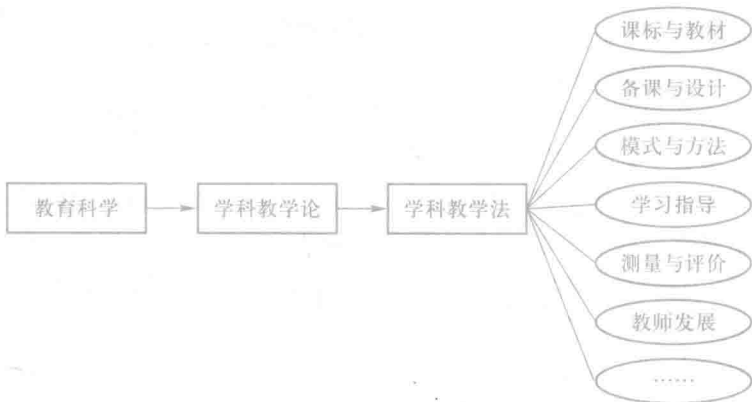 课标与教材
备课与设计
模式与方法
教育科学
学科教学论
学科教学法
学习指导
测量与评价
教师发展
……